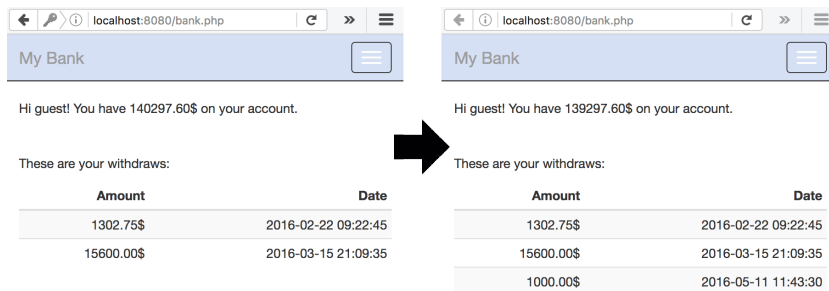 localhost:8080/bank.php
My Bank
Hi guest! You have 140297.60$ on your account.
These are your withdraws:
Amount Date
1302.75$ 2016-02-22 09:22:45
15600.00$ 2016-03-15 21:09:35
localhost:8080/bank.php
My Bank
Hi guest! You have 139297.60$ on your account.
These are your withdraws:
Amount Date
1302.75$ 2016-02-22 09:22:45
15600.00$ 2016-03-15 21:09:35
1000.00$ 2016-05-11 11:43:30